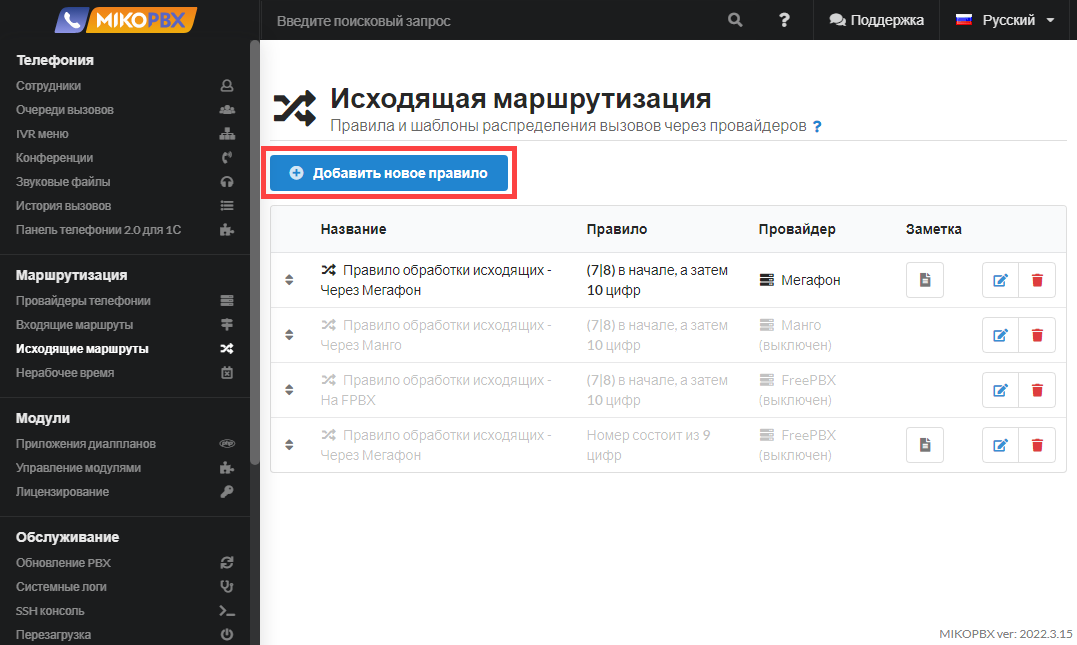 MIKOPBX
Введите поисковый запрос
?
Поддержка
Русский
Телефония
Сотрудники
Очереди вызовов
IVR меню
Конференции
Звуковые файлы
История вызовов
Панель телефонии 2.0 для 1С
Маршрутизация
Провайдеры телефонии
Входящие маршруты
Исходящие маршруты
Нерабочее время
Модули
Приложения диалпланов
Управление модулями
Лицензирование
Обслуживание
Обновление PBX
Системные логи
SSH консоль
Перезагрузка
Исходящая маршрутизация
Правила и шаблоны распределения вызовов через провайдеров ?
Добавить новое правило
Название Правило Провайдер Заметка
Правило обработки исходящих - (7|8) в начале, а затем Мегафон
Через Мегафон 10 цифр
Правило обработки исходящих - (7|8) в начале, а затем Манго
Через Манго 10 цифр (выключен)
Правило обработки исходящих - (7|8) в начале, а затем FreePBX
На FPBX 10 цифр (выключен)
Правило обработки исходящих - Номер состоит из 9 FreePBX
Через Мегафон цифр (выключен)
MIKOPBX ver: 2022.3.15